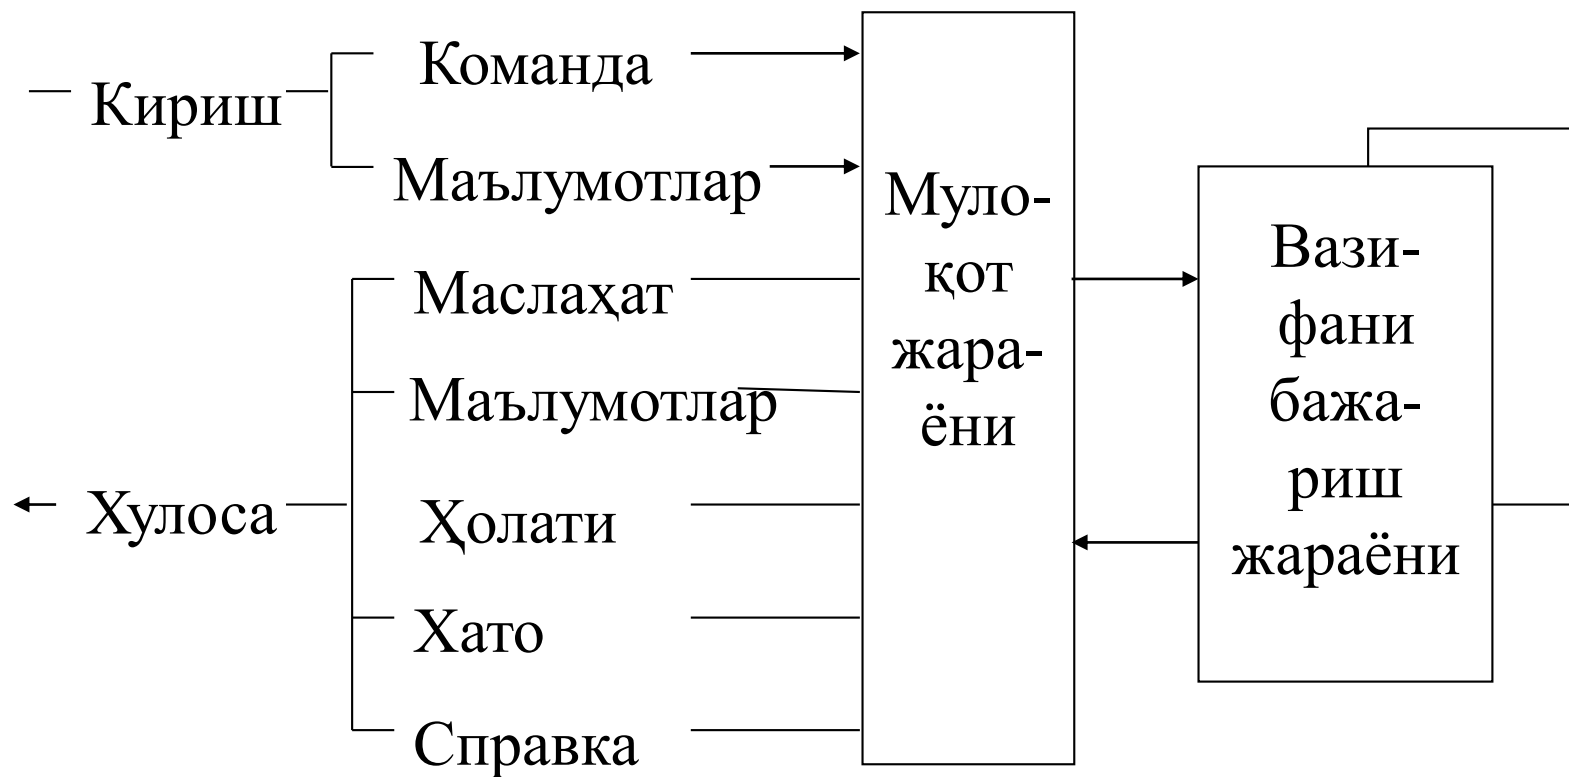 Кириш
Команда
Маълумотлар
Хулоса
Маслаҳат
Маълумотлар
Ҳолати
Хато
Справка
Муло-
қот
жара-
ёни
Вази-
фани
бажа-
риш
жараёни